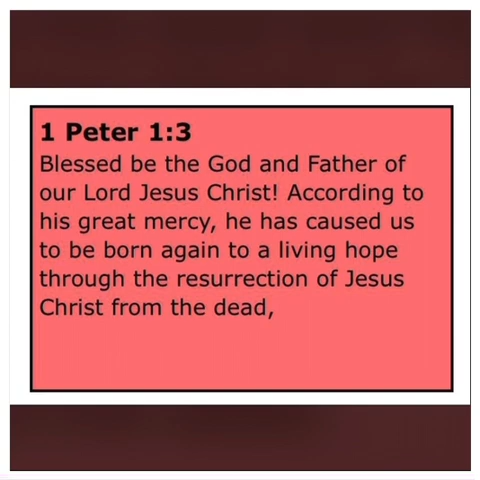 1 Peter 1:3
Blessed be the God and Father of
our Lord Jesus Christ! According to
his great mercy, he has caused us
to be born again to a living hope
through the resurrection of Jesus
Christ from the dead,